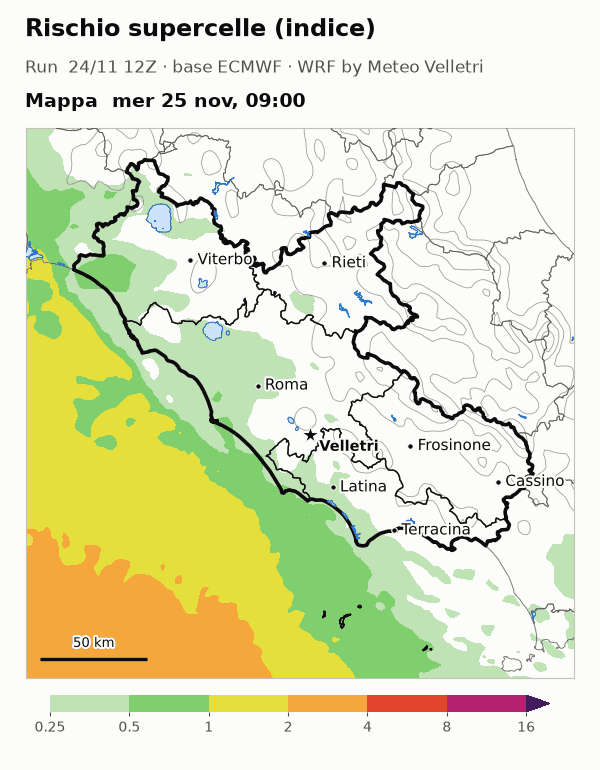 Rischio supercelle (indice)
Run 24/11 12Z · base ECMWF · WRF by Meteo Velletri
Mappa mer 25 nov, 09:00
Viterbo
Rieti
Roma
Velletri
Frosinone
Cassino
Latina
Terracina
50 km
0.25 0.5 1 2 4 8 16